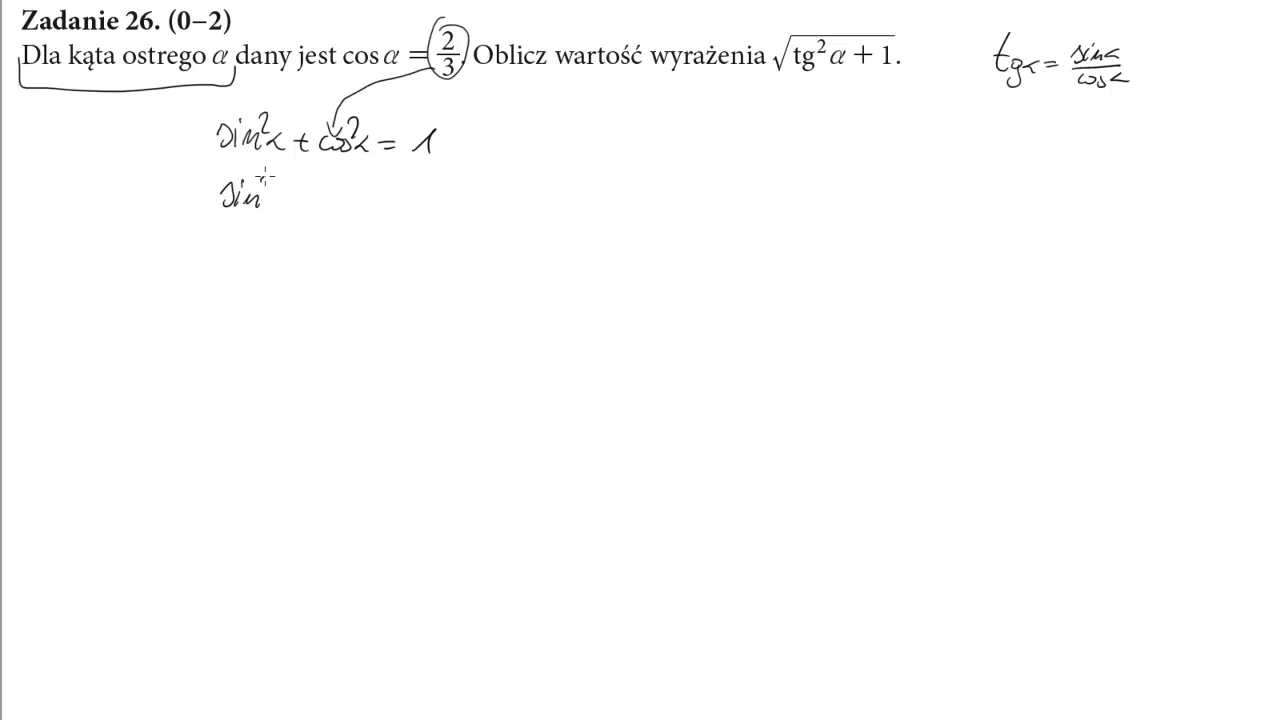 Zadanie 26. (0–2)
Dla kąta ostrego α dany jest cos α = 2/3. Oblicz wartość wyrażenia √(tg² α + 1).
tgα = sinα/cosα
sin²α + cos²α = 1
sin